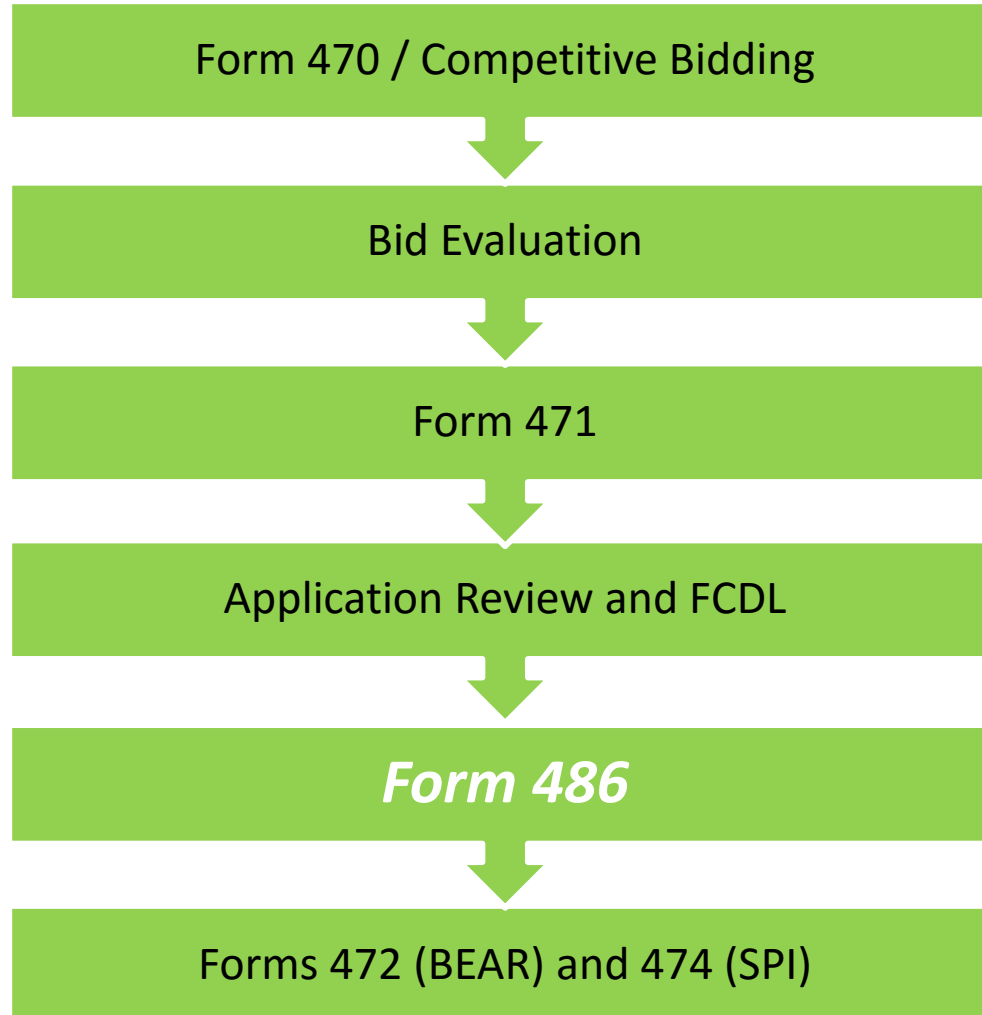 Form 470 / Competitive Bidding
Bid Evaluation
Form 471
Application Review and FCDL
Form 486
Forms 472 (BEAR) and 474 (SPI)